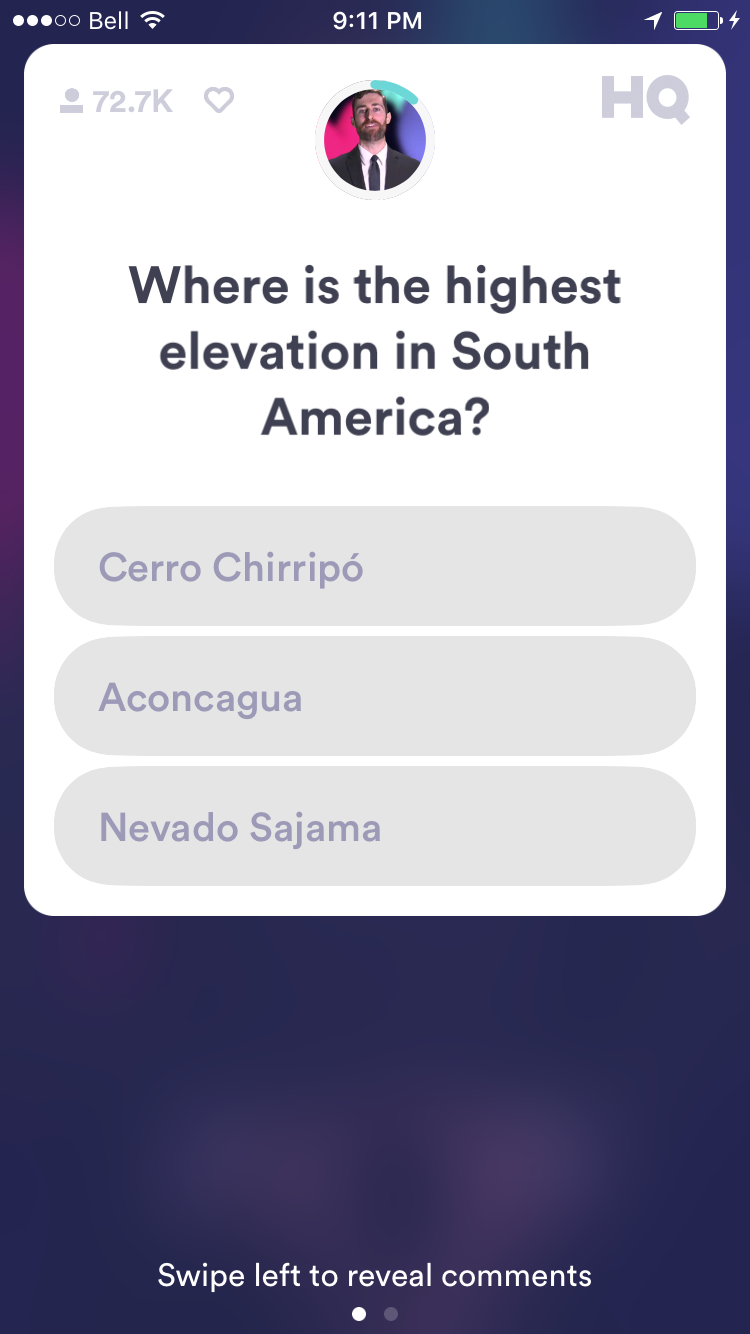 Bell 9:11 PM
72.7K HQ
Where is the highest
elevation in South
America?
Cerro Chirripó
Aconcagua
Nevado Sajama
Swipe left to reveal comments